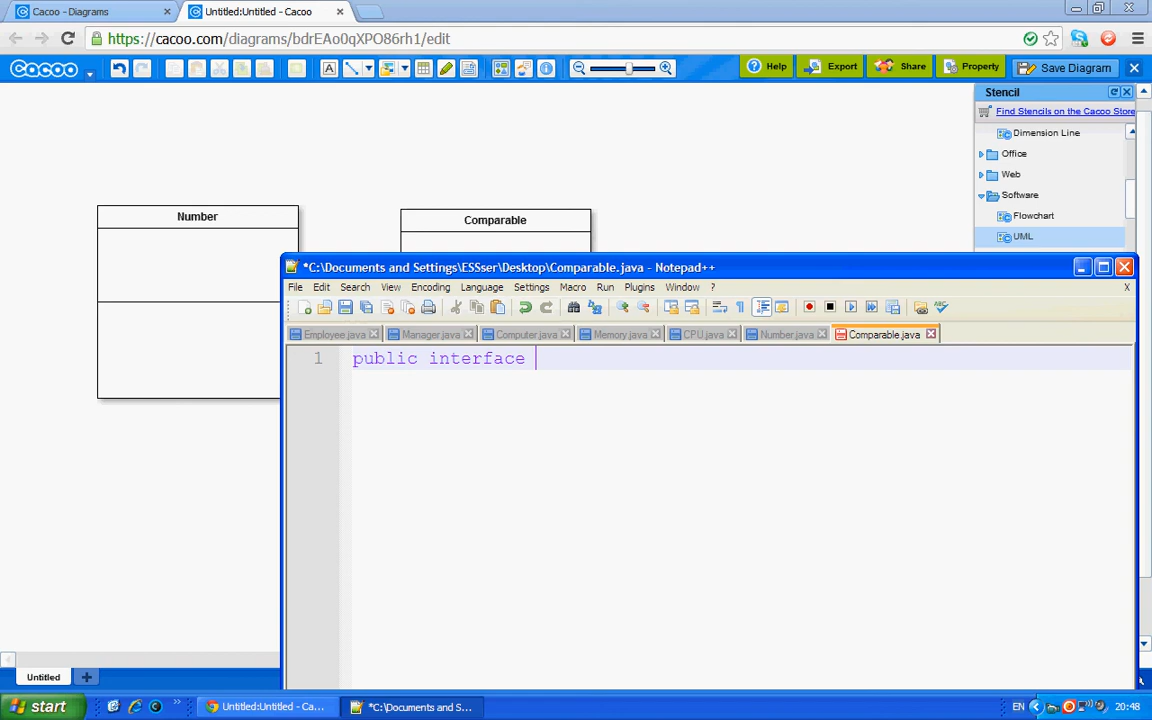 Cacoo - Diagrams
Untitled:Untitled - Cacoo
https://cacoo.com/diagrams/bdrEAo0qXPO86rh1/edit
Cacoo
Help
Export
Share
Property
Save Diagram
Stencil
Find Stencils on the Cacoo Store
Dimension Line
Office
Web
Software
Flowchart
UML
Number
Comparable
*C:\Documents and Settings\ESSser\Desktop\Comparable.java - Notepad++
File Edit Search View Encoding Language Settings Macro Run Plugins Window ? X
Employee.java Manager.java Computer.java Memory.java CPU.java Number.java Comparable.java
1 public interface
Untitled
start
Untitled:Untitled - Ca...
*C:\Documents and S...
EN
20:48